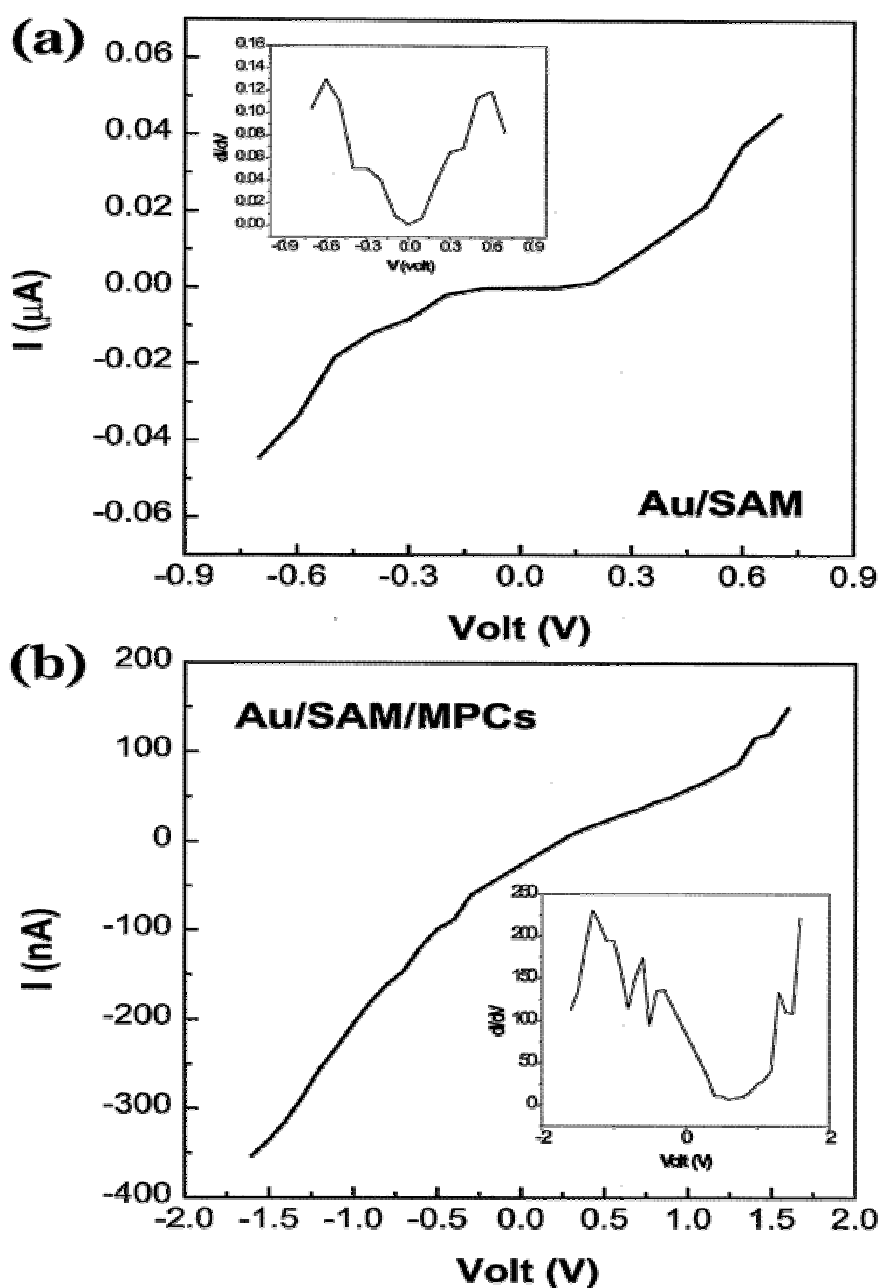 (a)
0.06
0.04
0.02
0.00
-0.02
-0.04
-0.06
I (μA)
0.16
0.14
0.12
0.10
0.08
0.06
0.04
0.02
0.00
dI/dV
-0.9 -0.6 -0.3 0.0 0.3 0.6 0.9
V (volt)
Au/SAM
-0.9 -0.6 -0.3 0.0 0.3 0.6 0.9
Volt (V)
(b)
200
100
0
-100
-200
-300
-400
I (nA)
Au/SAM/MPCs
250
200
150
100
50
0
dI/dV
-2 0 2
Volt (V)
-2.0 -1.5 -1.0 -0.5 0.0 0.5 1.0 1.5 2.0
Volt (V)